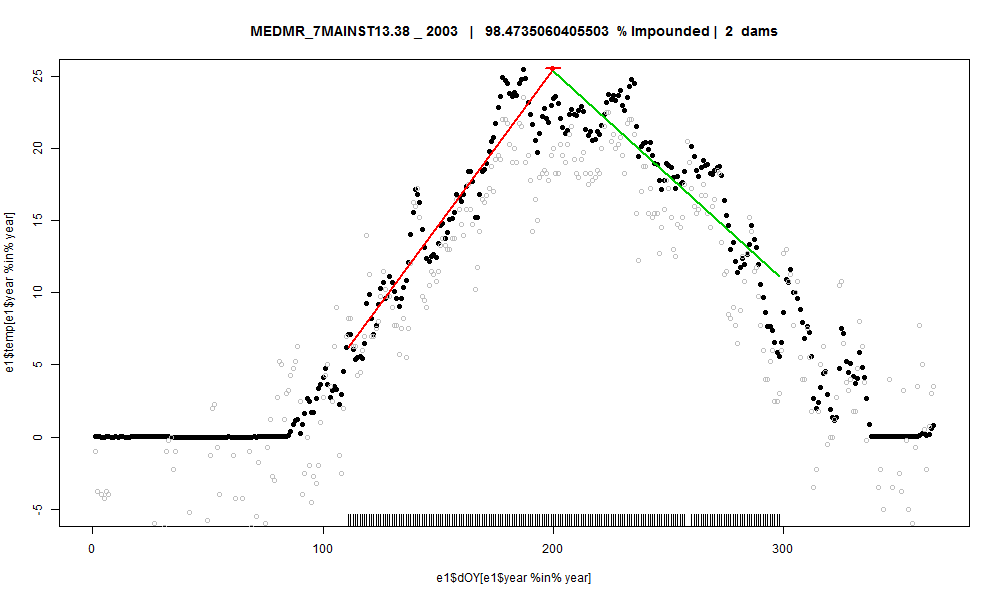 MEDMR_7MAINST13.38 _ 2003 | 98.4735060405503 % Impounded | 2 dams
e1$temp[e1$year %in% year]
25
20
15
10
5
0
-5
0 100 200 300
e1$dOY[e1$year %in% year]